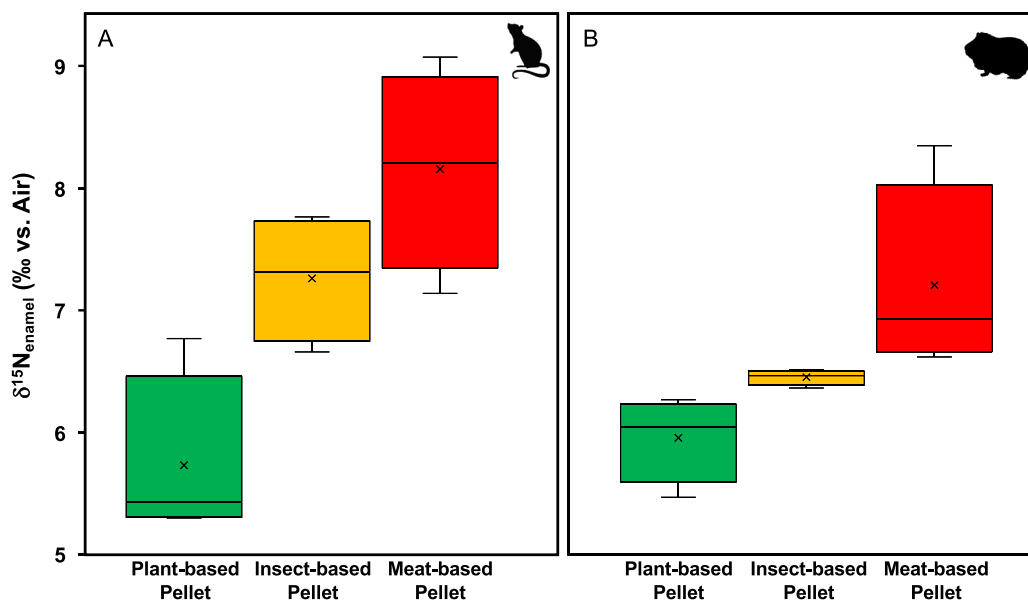 A
B
9
8
7
6
5
δ¹⁵N_enamel (‰ vs. Air)
Plant-based Insect-based Meat-based
Pellet Pellet Pellet
Plant-based Insect-based Meat-based
Pellet Pellet Pellet